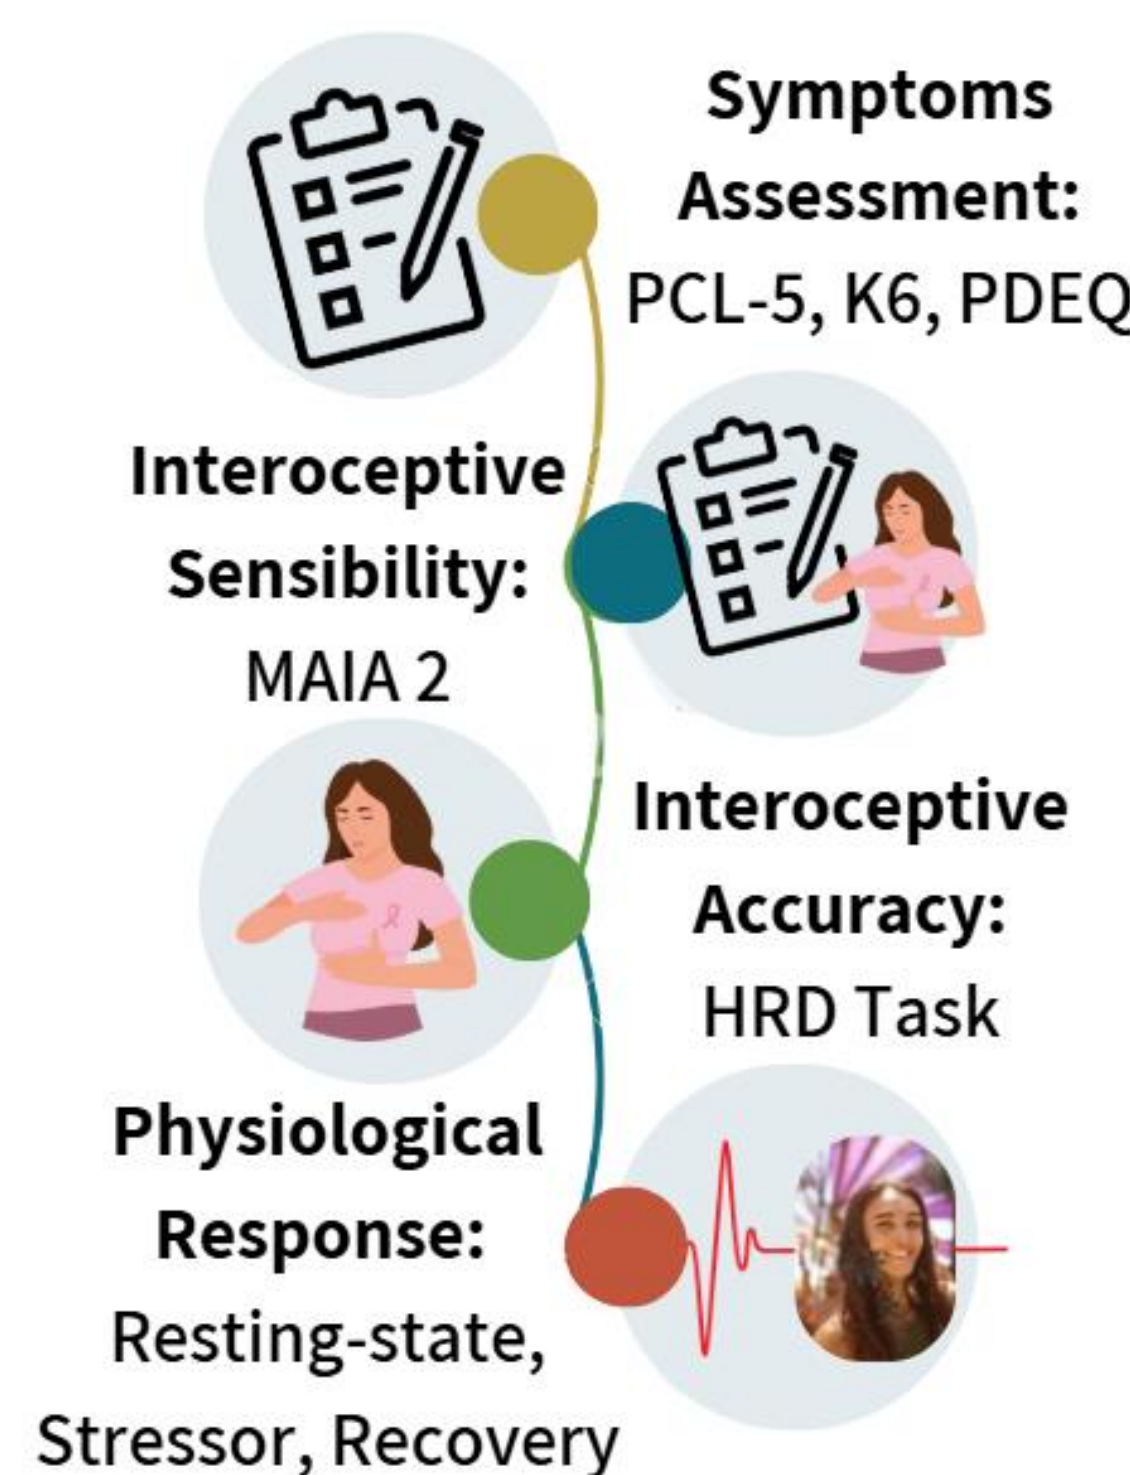 Symptoms
Assessment:
PCL-5, K6, PDEQ
Interoceptive
Sensibility:
MAIA 2
Interoceptive
Accuracy:
HRD Task
Physiological
Response:
Resting-state,
Stressor, Recovery